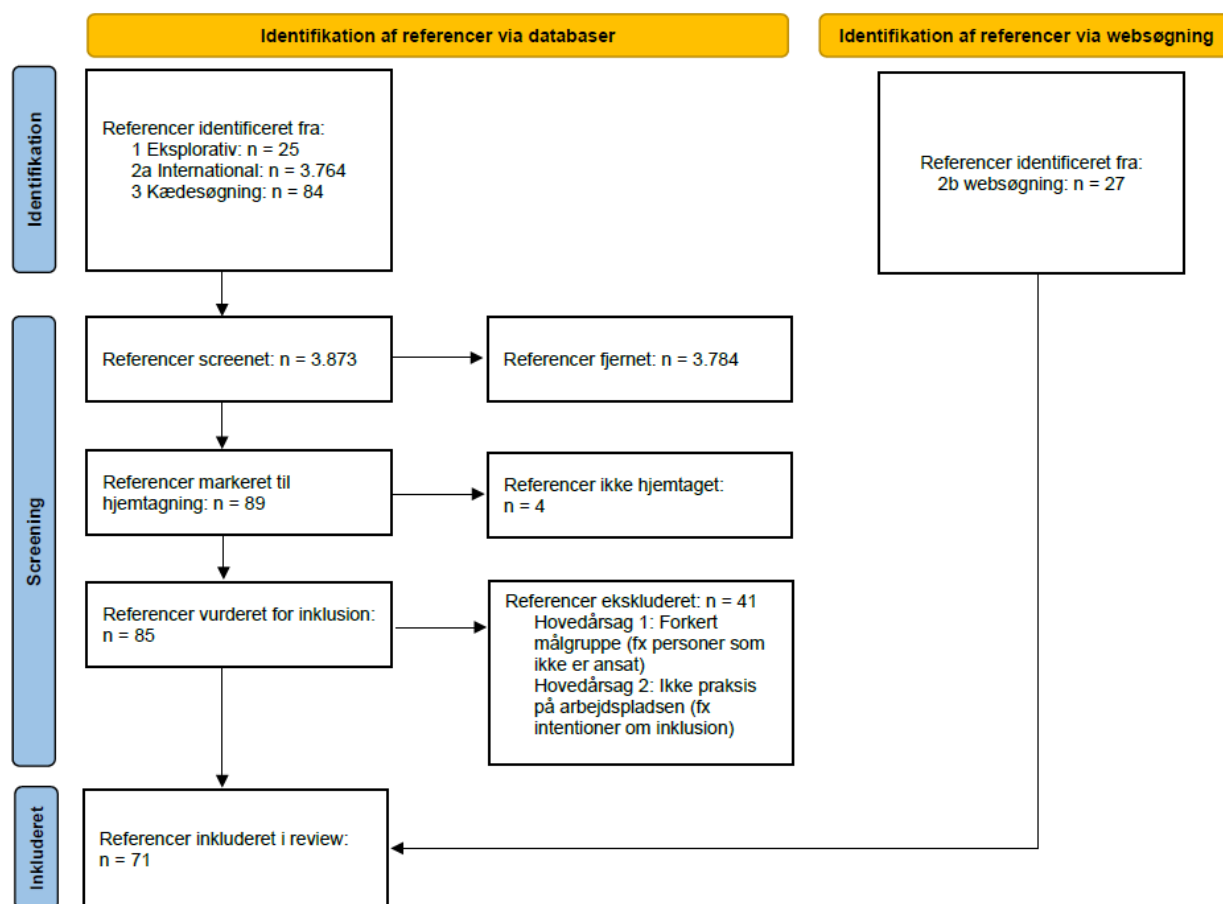 Identifikation af referencer via databaser
Identifikation af referencer via websøgning
Identifikation
Referencer identificeret fra:
1 Eksplorativ: n = 25
2a International: n = 3.764
3 Kædesøgning: n = 84
Referencer identificeret fra:
2b websøgning: n = 27
Screening
Referencer screenet: n = 3.873
Referencer fjernet: n = 3.784
Referencer markeret til
hjemtagning: n = 89
Referencer ikke hjemtaget:
n = 4
Referencer vurderet for inklusion:
n = 85
Referencer ekskluderet: n = 41
Hovedårsag 1: Forkert
målgruppe (fx personer som
ikke er ansat)
Hovedårsag 2: Ikke praksis
på arbejdspladsen (fx
intentioner om inklusion)
Inkluderet
Referencer inkluderet i review:
n = 71